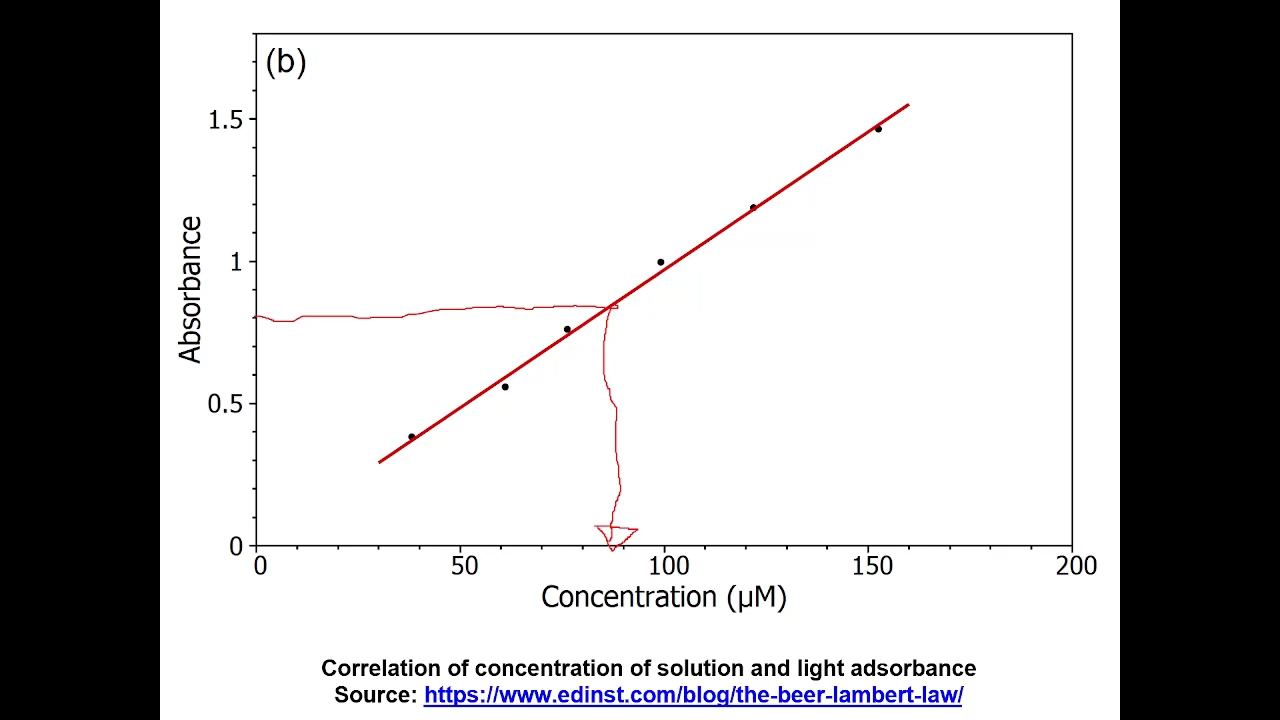 (b)
1.5
1
0.5
0
Absorbance
0 50 100 150 200
Concentration (µM)
Correlation of concentration of solution and light adsorbance
Source: https://www.edinst.com/blog/the-beer-lambert-law/